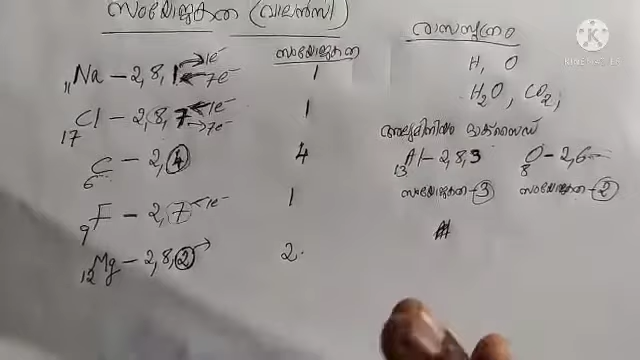 സംയോജകത (വാലൻസി)
സംയോജകത
11Na – 2,8,1 1e⁻ 7e⁻ 1
17Cl – 2,8,7 1e⁻ 7e⁻ 1
6C – 2,4 4
9F – 2,7 1e⁻ 1
12Mg – 2,8,2 2
രാസസൂത്രം
H, O
H₂O, CO₂,
അലുമിനിയം ഓക്സൈഡ്
13Al – 2,8,3 8O – 2,6
സംയോജകത – 3 സംയോജകത – 2
K
KINEMASTER